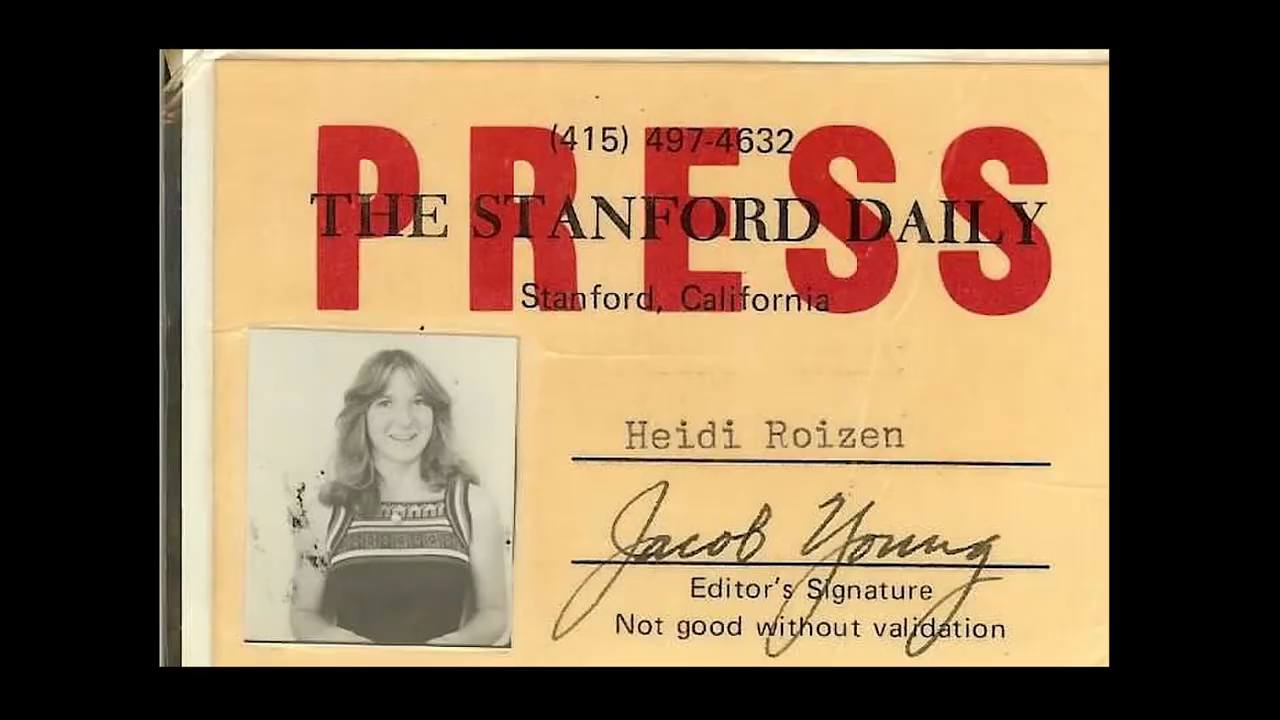 PRESS
(415) 497-4632
THE STANFORD DAILY
Stanford, California
Heidi Roizen
Jacob Young
Editor's Signature
Not good without validation